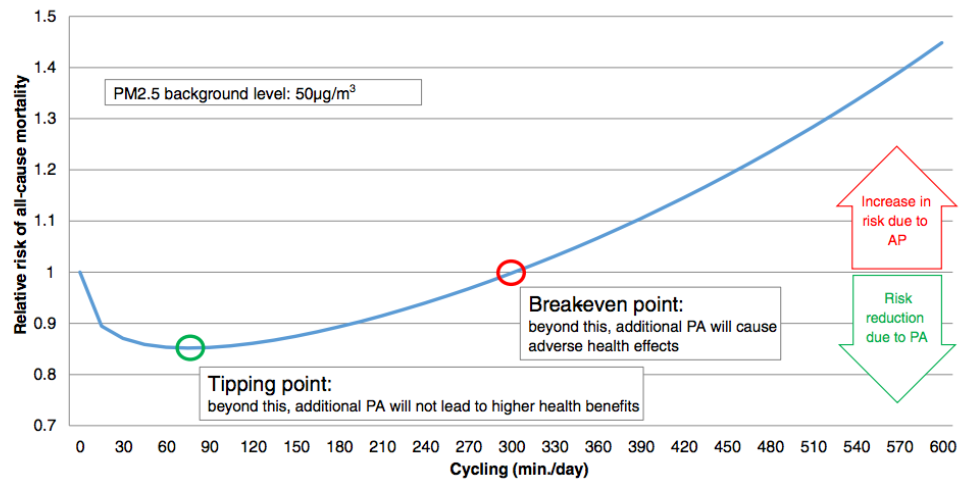 1.5
1.4
1.3
1.2
1.1
1
0.9
0.8
0.7
Relative risk of all-cause mortality
PM2.5 background level: 50µg/m³
Increase in
risk due to
AP
Risk
reduction
due to PA
Breakeven point:
beyond this, additional PA will cause
adverse health effects
Tipping point:
beyond this, additional PA will not lead to higher health benefits
0 30 60 90 120 150 180 210 240 270 300 330 360 390 420 450 480 510 540 570 600
Cycling (min./day)